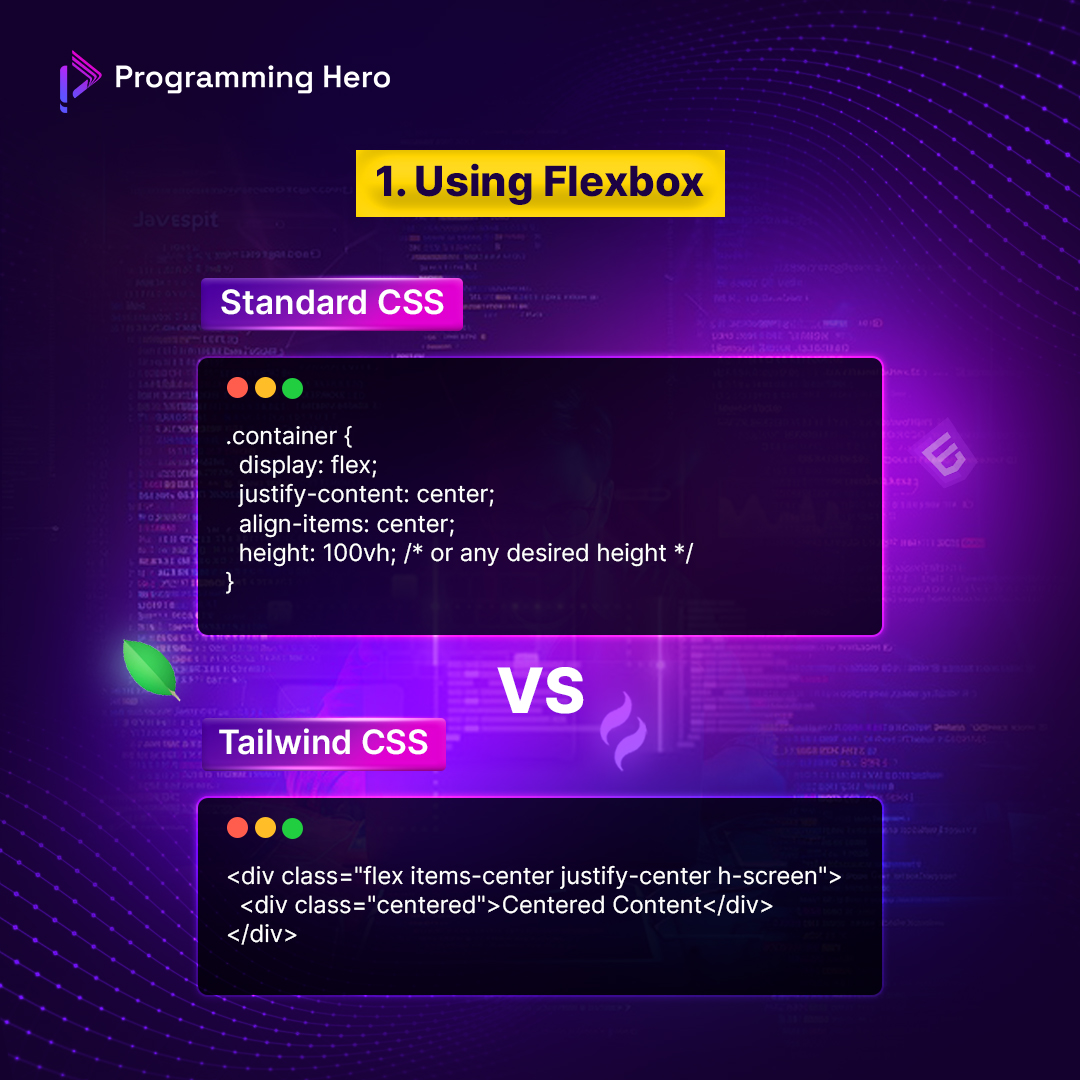 Programming Hero
1. Using Flexbox
Standard CSS
.container {
  display: flex;
  justify-content: center;
  align-items: center;
  height: 100vh; /* or any desired height */
}
VS
Tailwind CSS
<div class="flex items-center justify-center h-screen">
  <div class="centered">Centered Content</div>
</div>